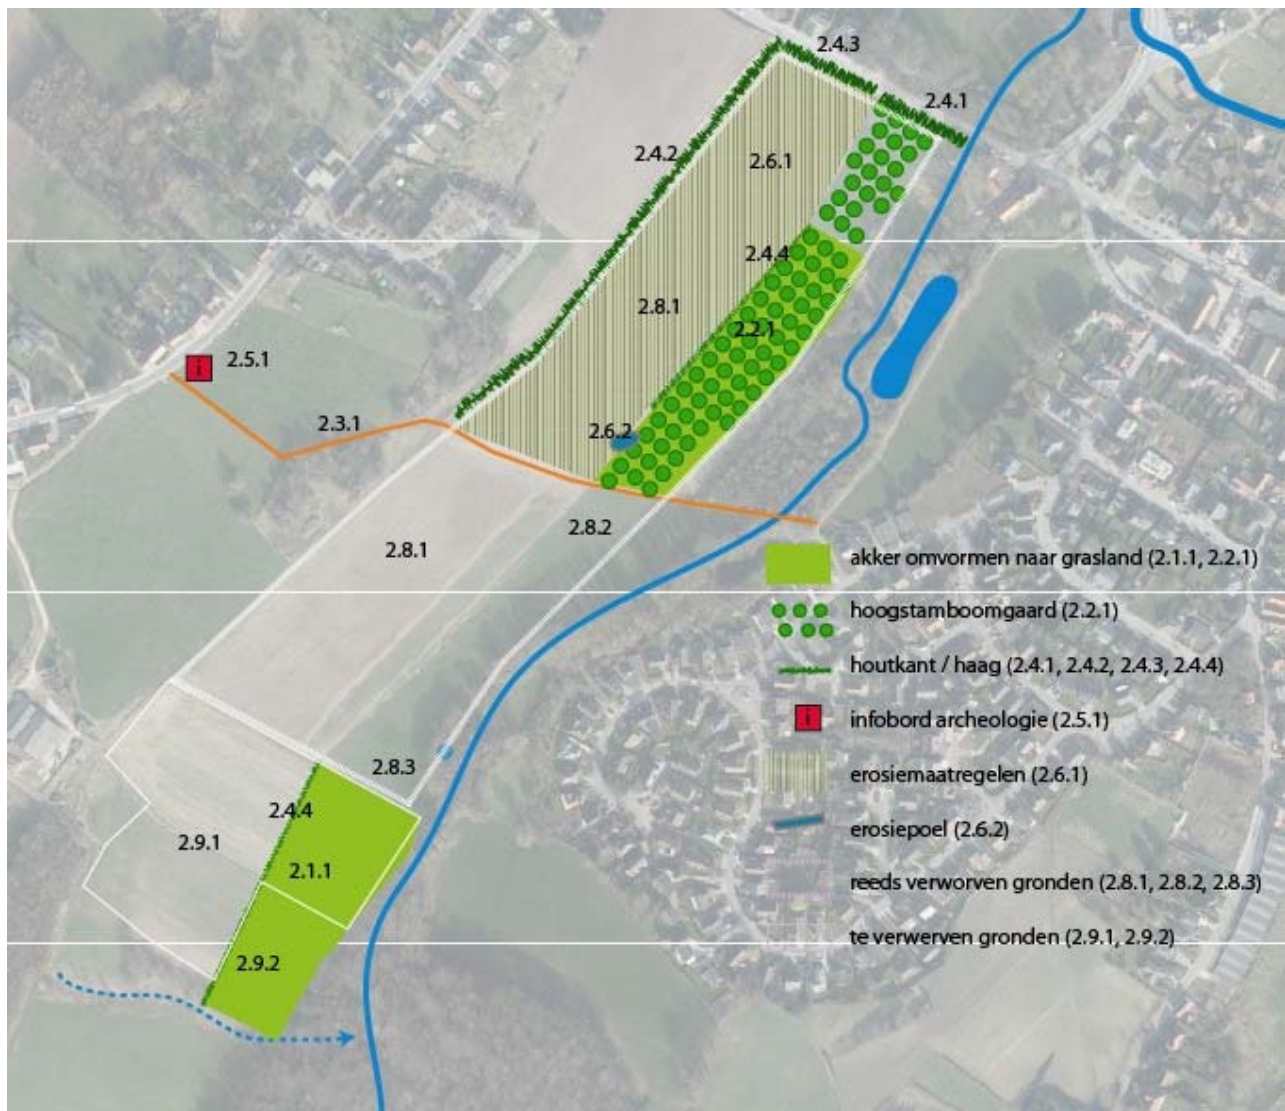 2.4.3
2.4.1
2.4.2
2.6.1
2.4.4
2.8.1
2.2.1
2.5.1
i
2.3.1
2.6.2
2.8.2
2.8.1
akker omvormen naar grasland (2.1.1, 2.2.1)
hoogstamboomgaard (2.2.1)
houtkant / haag (2.4.1, 2.4.2, 2.4.3, 2.4.4)
i infobord archeologie (2.5.1)
2.8.3
erosiemaatregelen (2.6.1)
2.4.4
erosiepoel (2.6.2)
2.9.1
2.1.1
reeds verworven gronden (2.8.1, 2.8.2, 2.8.3)
te verwerven gronden (2.9.1, 2.9.2)
2.9.2